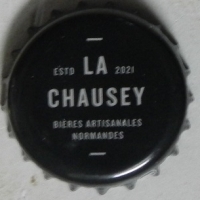 ESTD LA 2021
CHAUSEY
BIÈRES ARTISANALES
NORMANDES